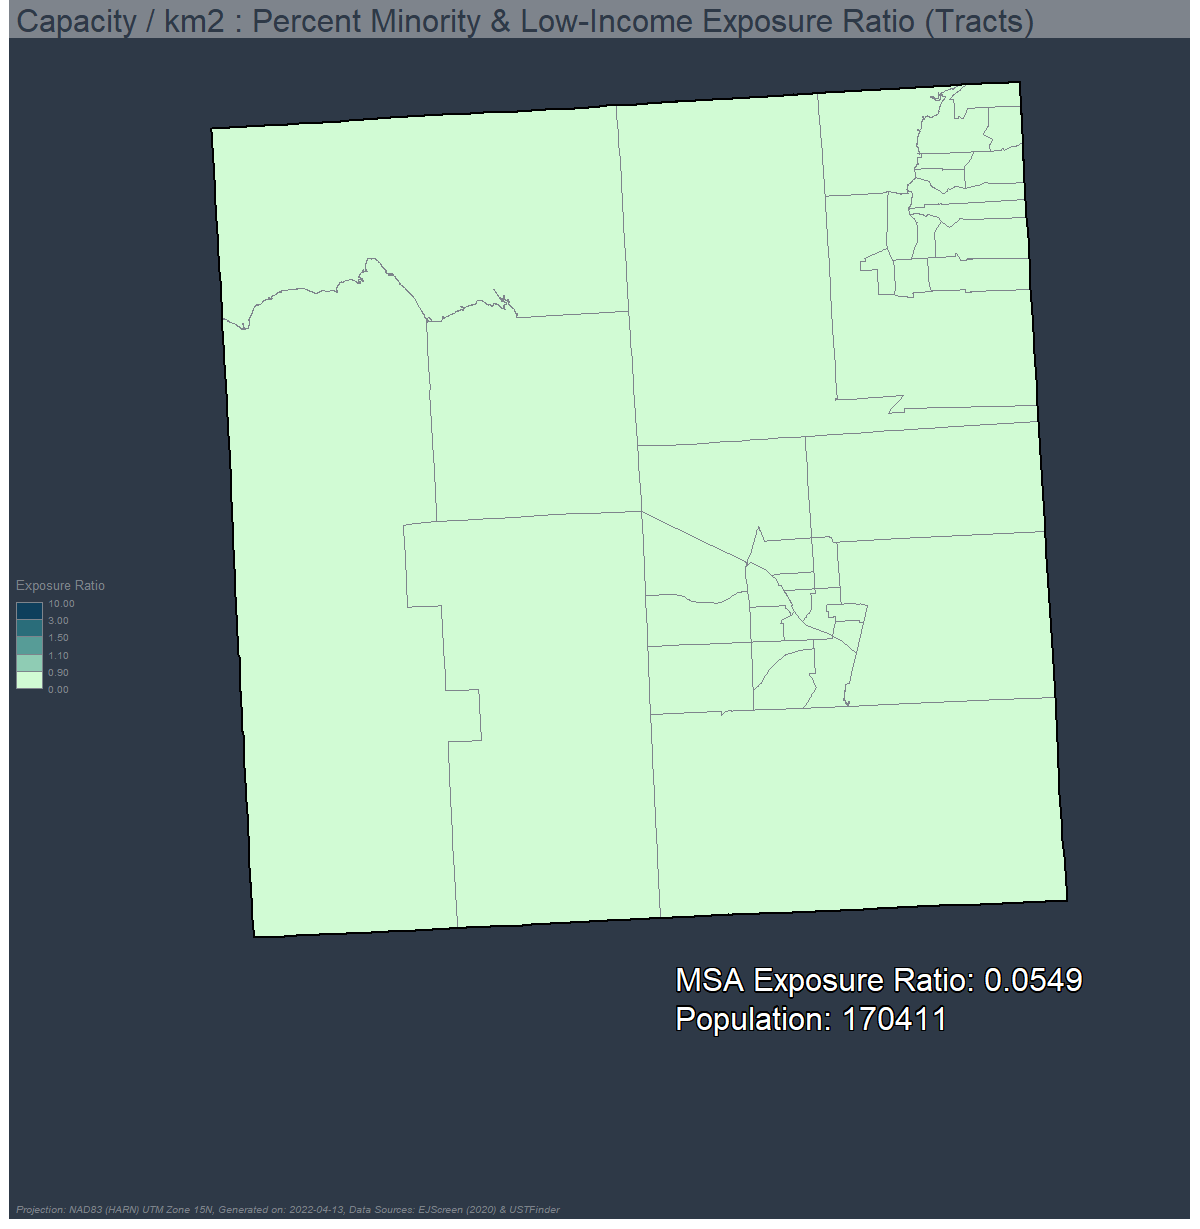 Capacity / km2 : Percent Minority & Low-Income Exposure Ratio (Tracts)
Exposure Ratio
10.00
3.00
1.50
1.10
0.90
0.00
MSA Exposure Ratio: 0.0549
Population: 170411
Projection: NAD83 (HARN) UTM Zone 15N, Generated on: 2022-04-13, Data Sources: EJScreen (2020) & USTFinder